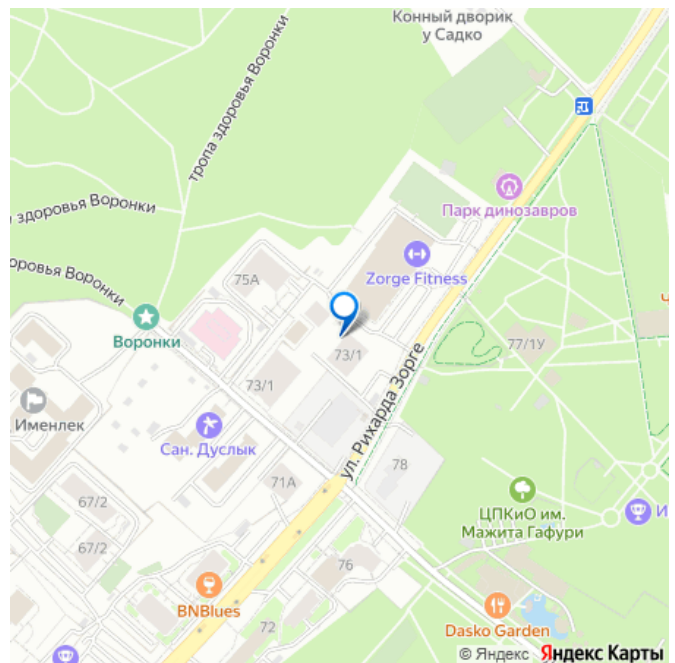 Конный дворик
у Садко
тропа здоровья Воронки
Парк динозавров
здоровья Воронки
Zorge Fitness
75А
Воронки
73/1
77/1У
ул. Рихарда Зорге
73/1
Именлек
Сан. Дуслык
78
71А
67/2
ЦПКиО им.
Мажита Гафури
67/2
76
BNBlues
72
Dasko Garden
© Яндекс Яндекс Карты